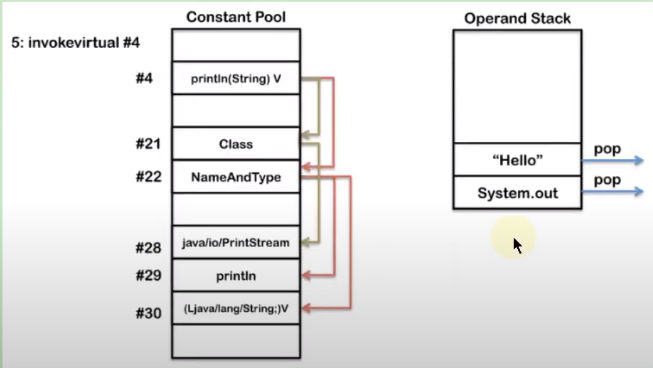 Constant Pool
Operand Stack
5: invokevirtual #4
#4 println(String) V
#21 Class
#22 NameAndType
#28 java/io/PrintStream
#29 println
#30 (Ljava/lang/String;)V
“Hello” pop
System.out pop